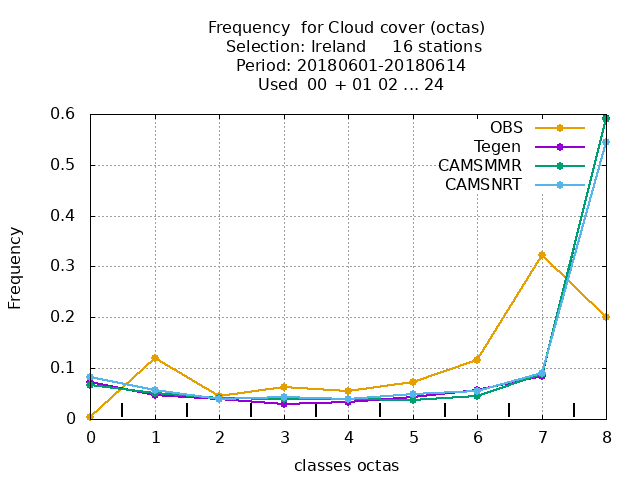 Frequency  for Cloud cover (octas)
Selection: Ireland     16 stations
Period: 20180601-20180614
Used  00 + 01 02 ... 24
0.6
0.5
0.4
0.3
0.2
0.1
0
Frequency
OBS
Tegen
CAMSMMR
CAMSNRT
0 1 2 3 4 5 6 7 8
classes octas